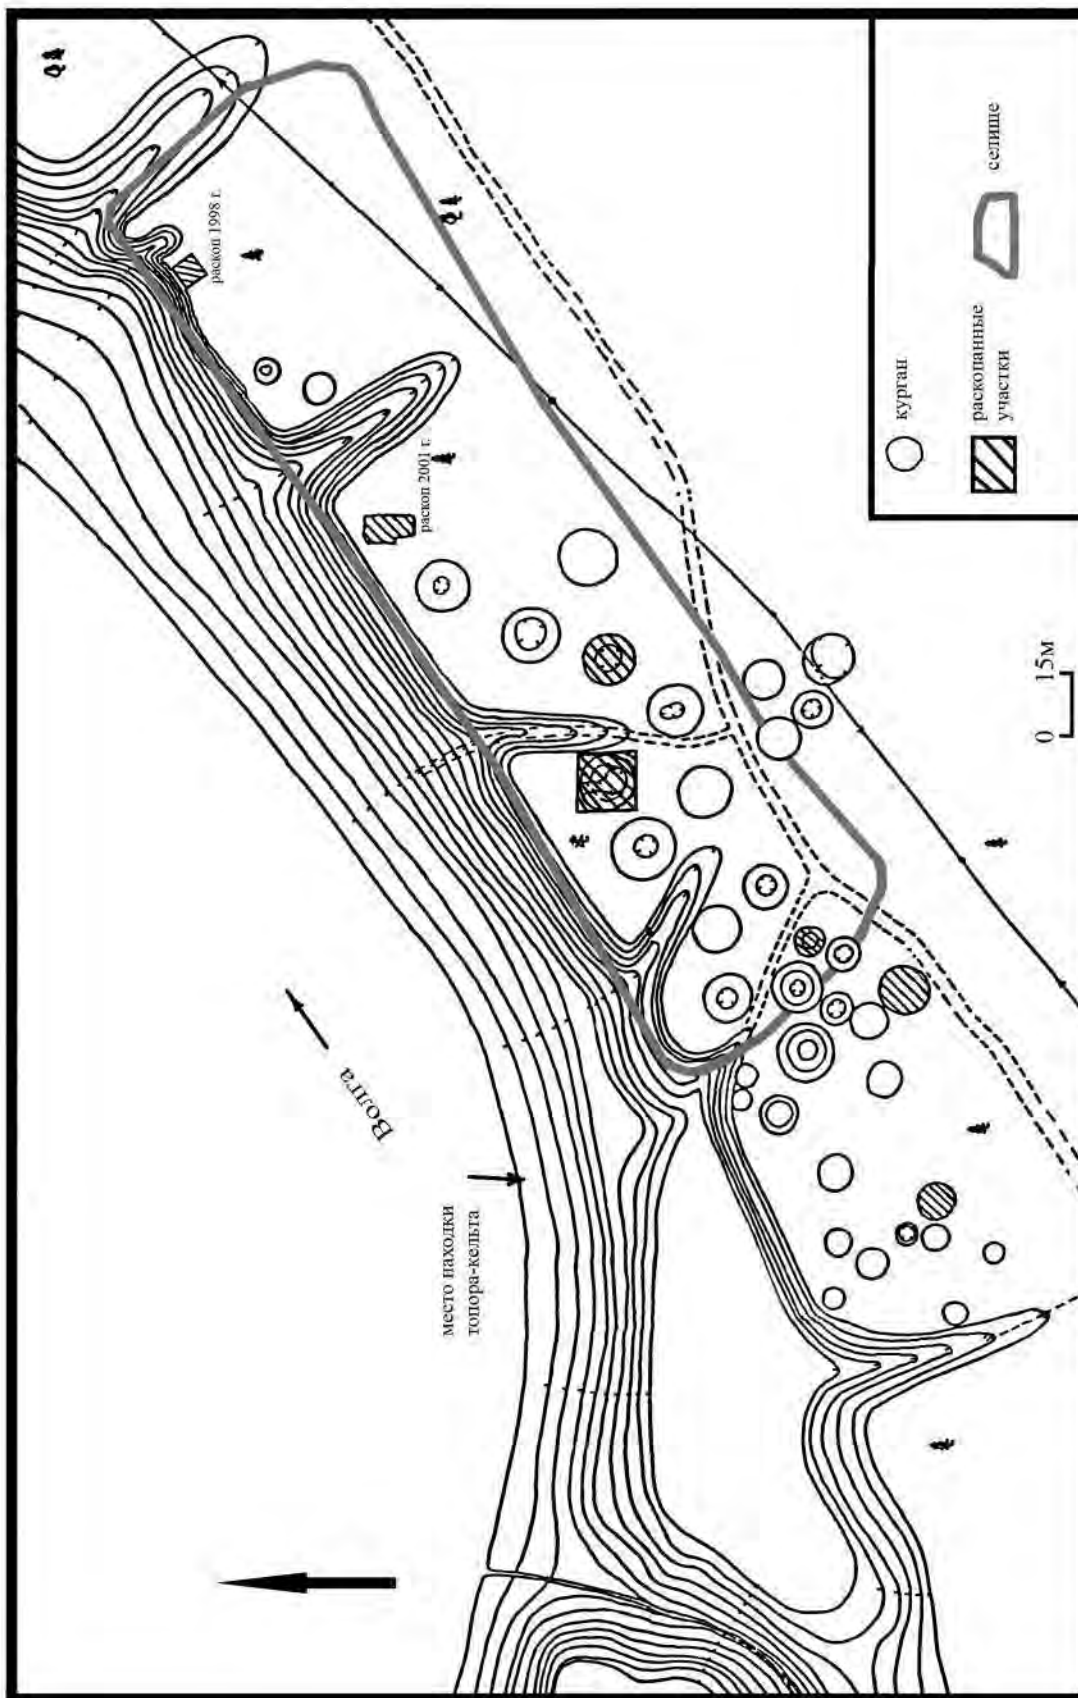 раскоп 1998 г.
раскоп 2001 г.
Волга
место находки
топора-кельта
курган
раскопанные
участки
селище
0 15м